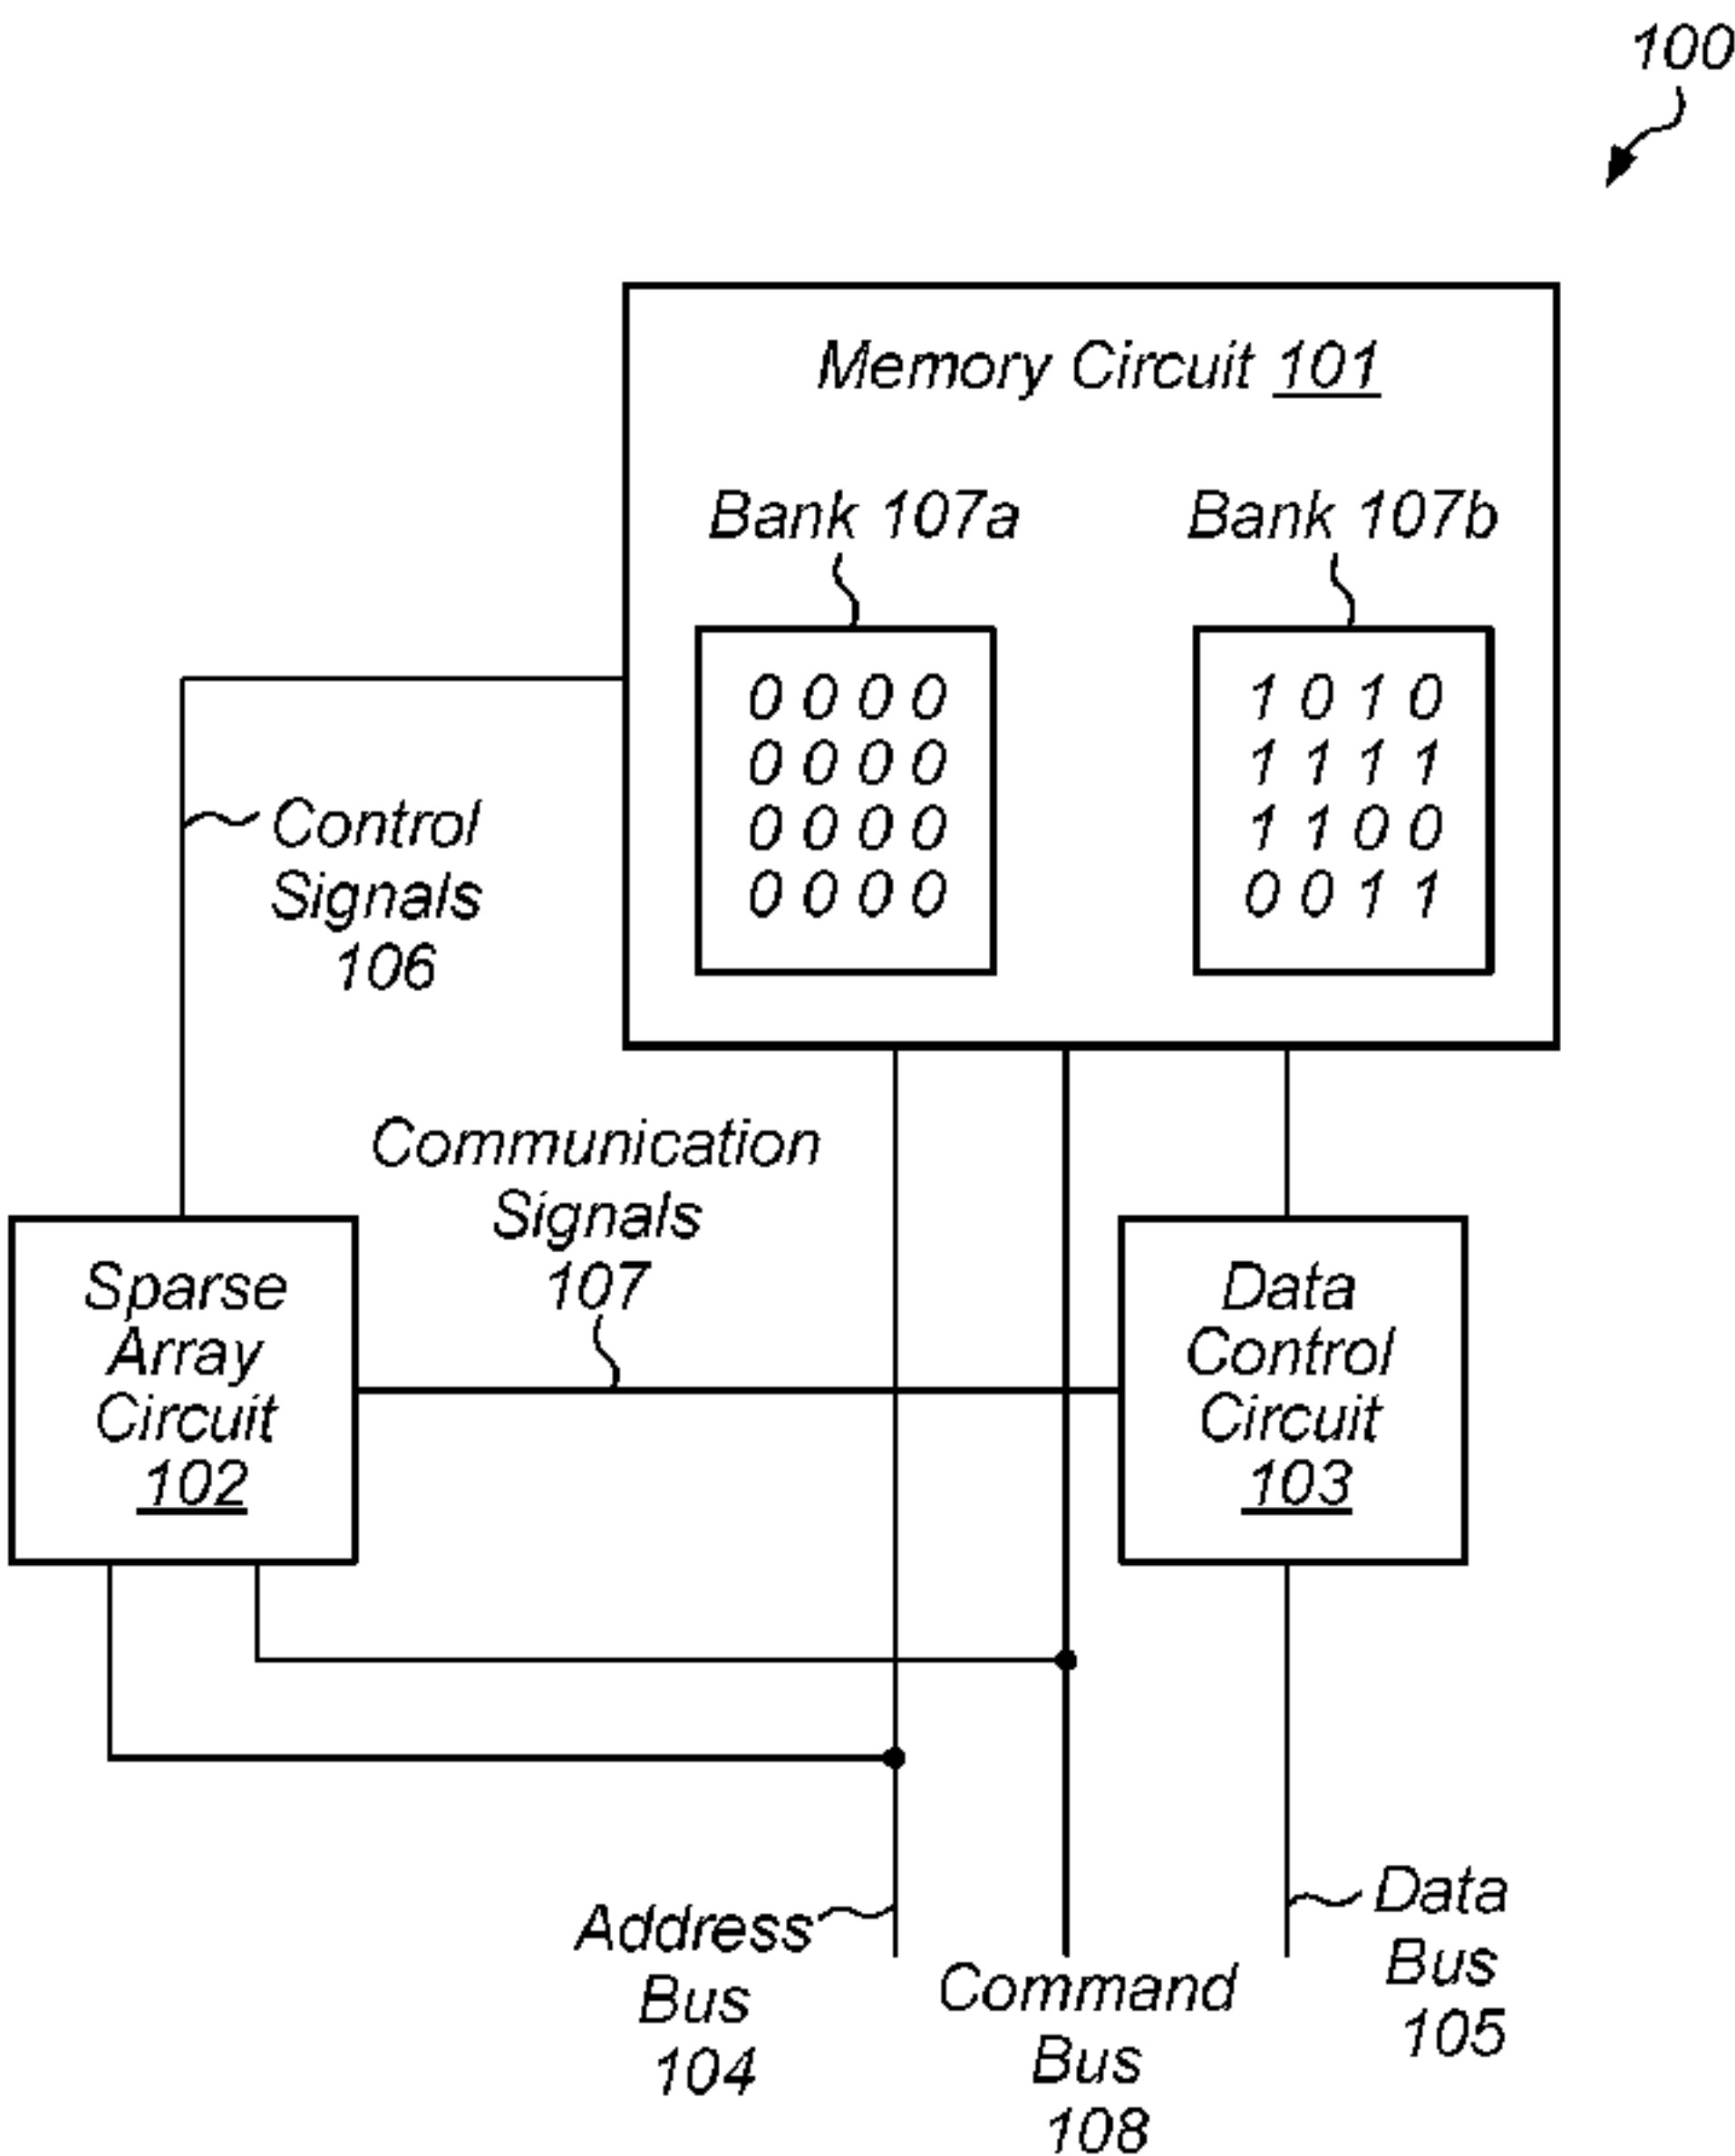 100
Memory Circuit 101
Bank 107a
Bank 107b
0 0 0 0
0 0 0 0
0 0 0 0
0 0 0 0
1 0 1 0
1 1 1 1
1 1 0 0
0 0 1 1
Control
Signals
106
Communication
Signals
107
Sparse
Array
Circuit
102
Data
Control
Circuit
103
Address
Bus
104
Command
Bus
108
Data
Bus
105